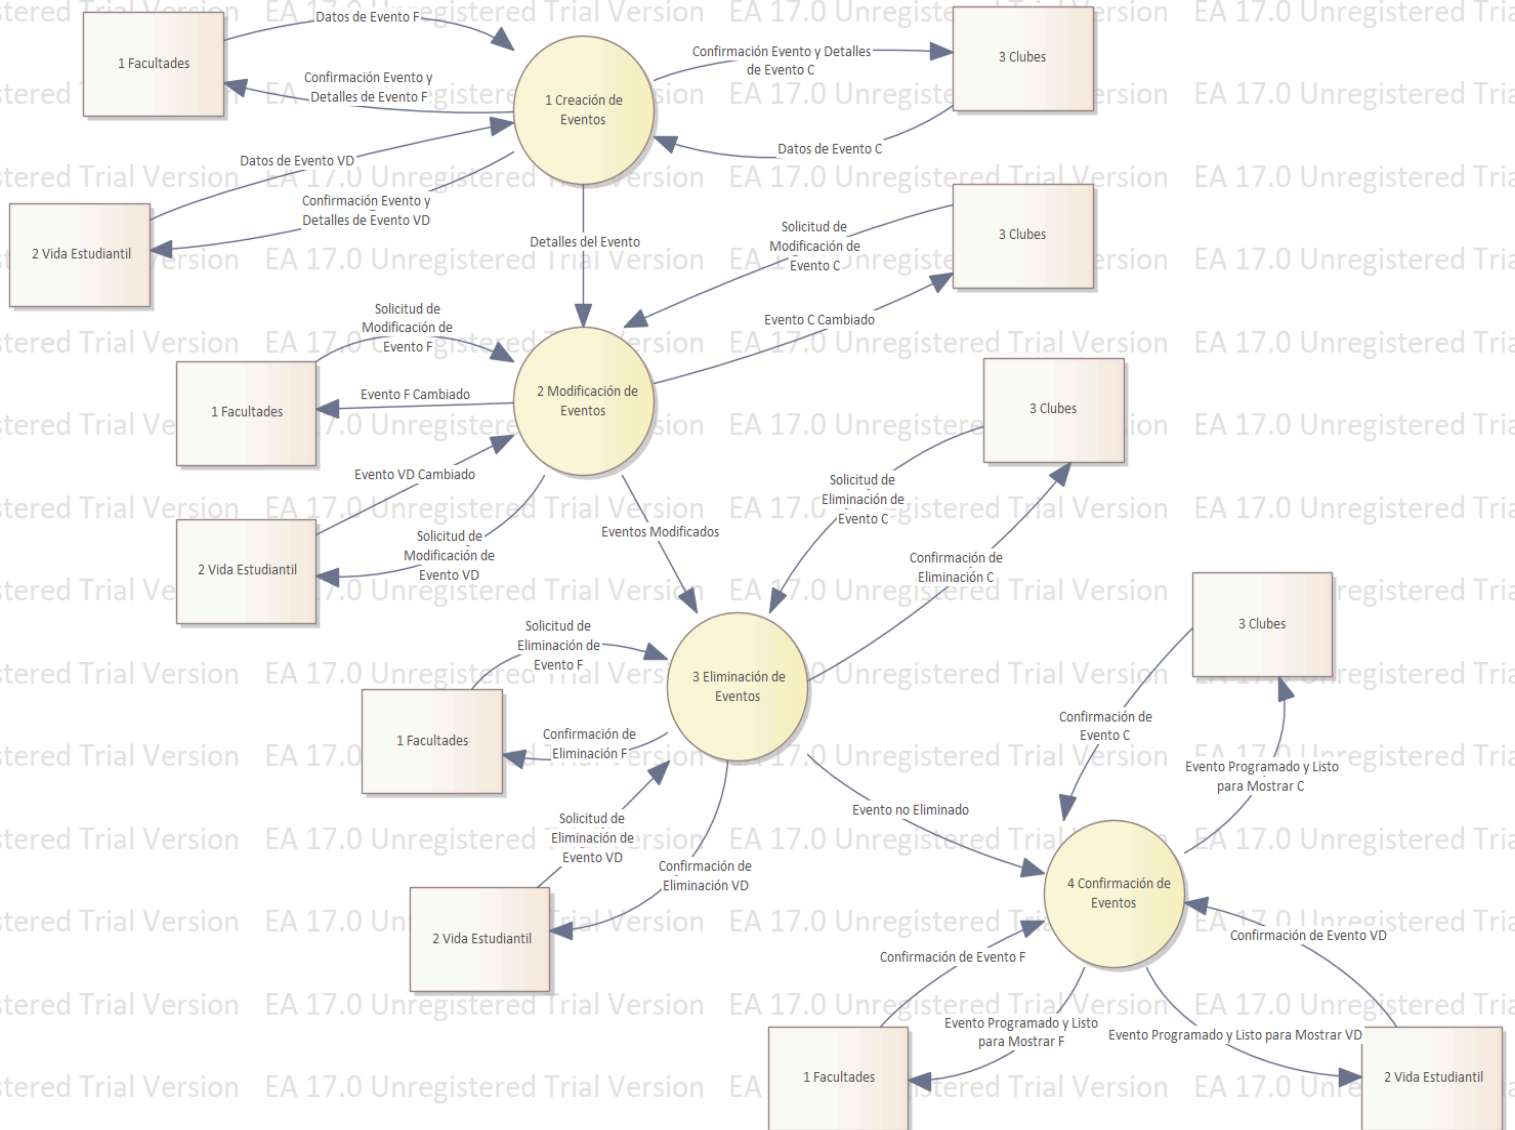 Datos de Evento F
1 Facultades
Confirmación Evento y
Detalles de Evento F
1 Creación de
Eventos
Confirmación Evento y Detalles
de Evento C
3 Clubes
Datos de Evento C
Datos de Evento VD
Confirmación Evento y
Detalles de Evento VD
2 Vida Estudiantil
Detalles del Evento
Solicitud de
Modificación de
Evento C
3 Clubes
Evento C Cambiado
Solicitud de
Modificación de
Evento F
1 Facultades
Evento F Cambiado
2 Modificación de
Eventos
Evento VD Cambiado
2 Vida Estudiantil
Solicitud de
Modificación de
Evento VD
Eventos Modificados
3 Clubes
Solicitud de
Eliminación de
Evento C
Confirmación de
Eliminación C
Solicitud de
Eliminación de
Evento F
3 Eliminación de
Eventos
1 Facultades
Confirmación de
Eliminación F
Solicitud de
Eliminación de
Evento VD
Confirmación de
Eliminación VD
2 Vida Estudiantil
Evento no Eliminado
3 Clubes
Confirmación de
Evento C
Evento Programado y Listo
para Mostrar C
4 Confirmación de
Eventos
Confirmación de Evento F
Confirmación de Evento VD
Evento Programado y Listo
para Mostrar F
Evento Programado y Listo para Mostrar VD
1 Facultades
2 Vida Estudiantil
EA 17.0 Unregistered Trial Version